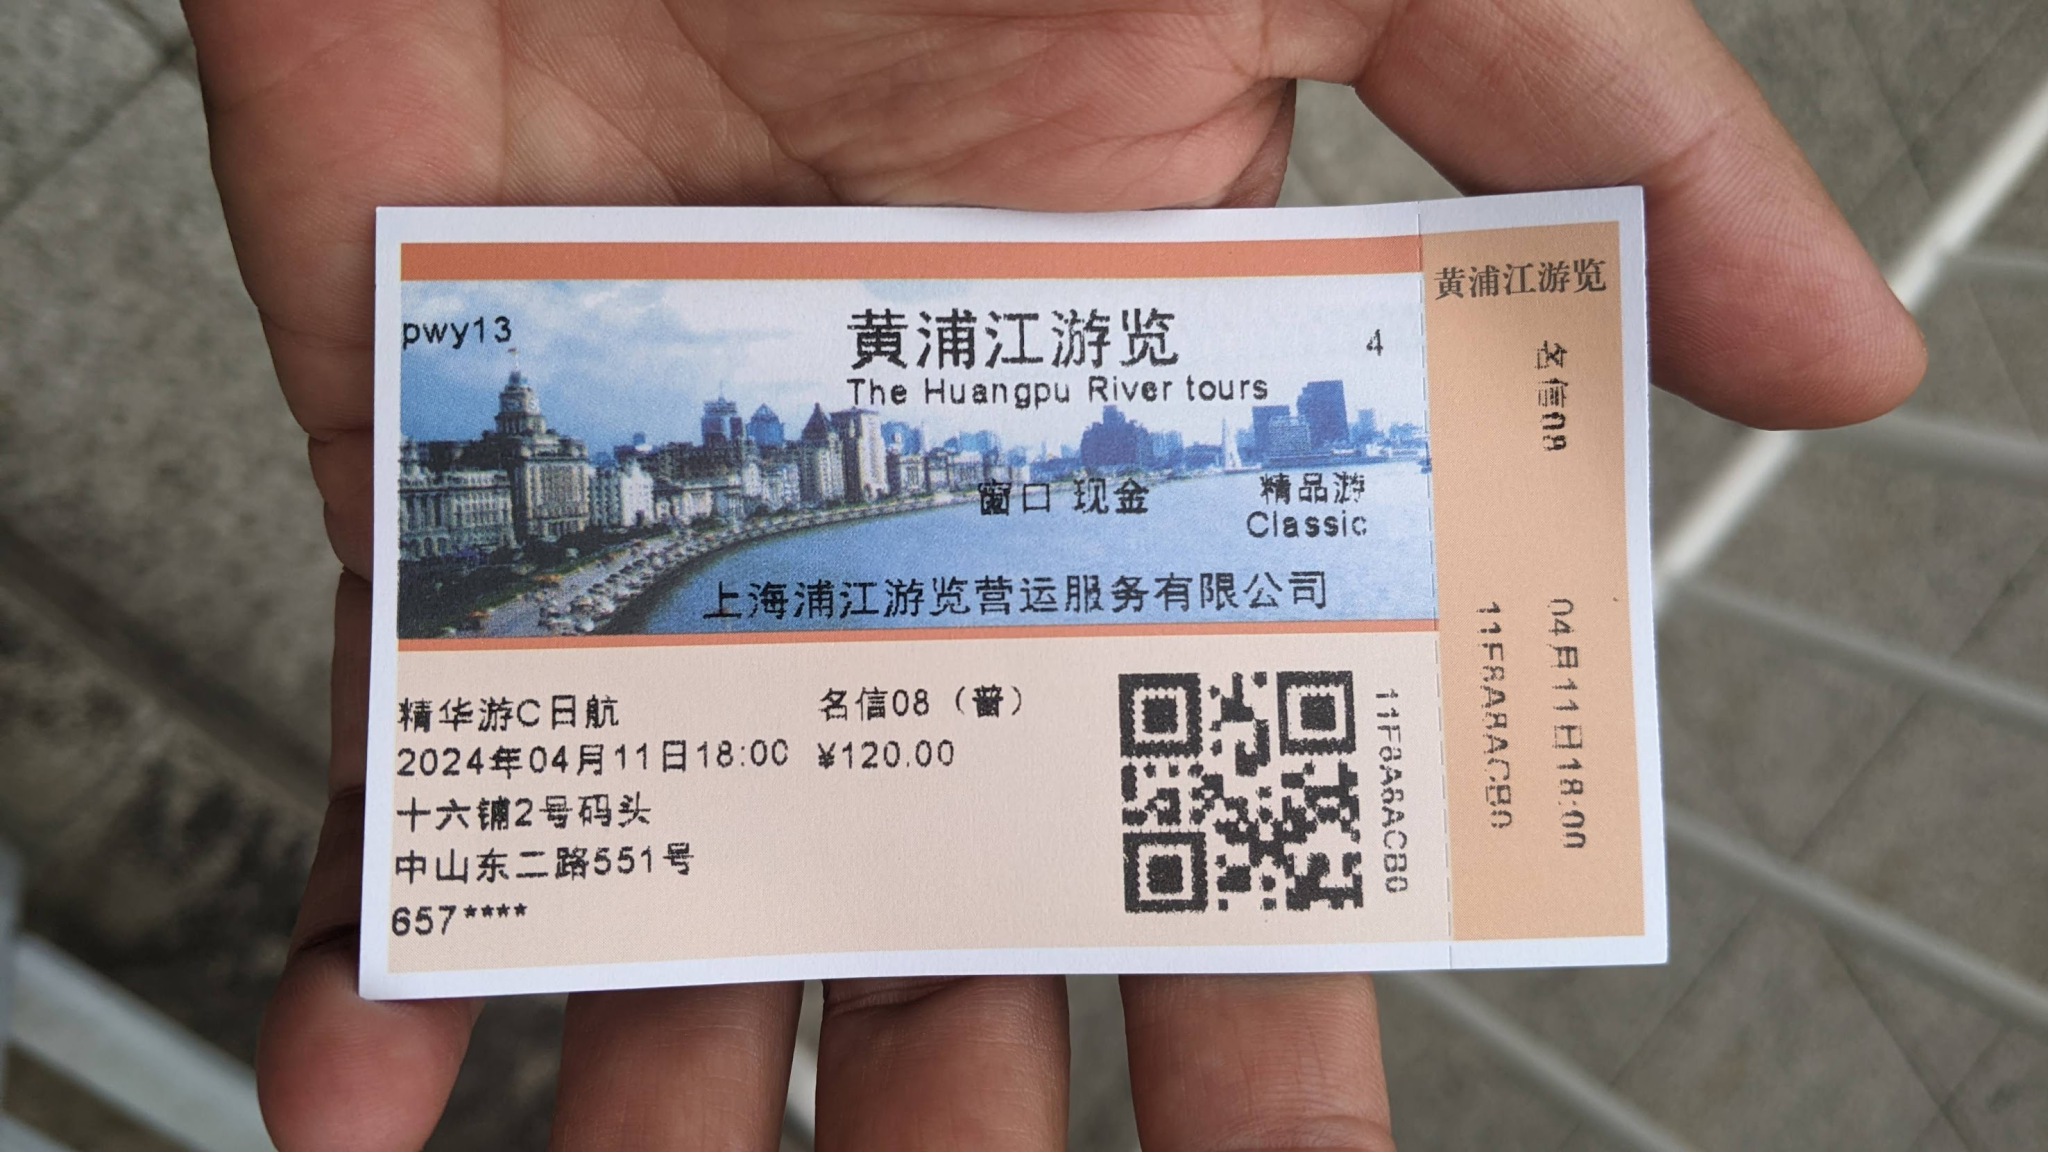 pwy13
黄浦江游览
The Huangpu River tours
4
窗口 现金
精品游
Classic
上海浦江游览营运服务有限公司
精华游C日航
名信08（普）
2024年04月11日18:00
¥120.00
十六铺2号码头
中山东二路551号
657****
11F8A6ACB0
黄浦江游览
名信08
04月11日18:00